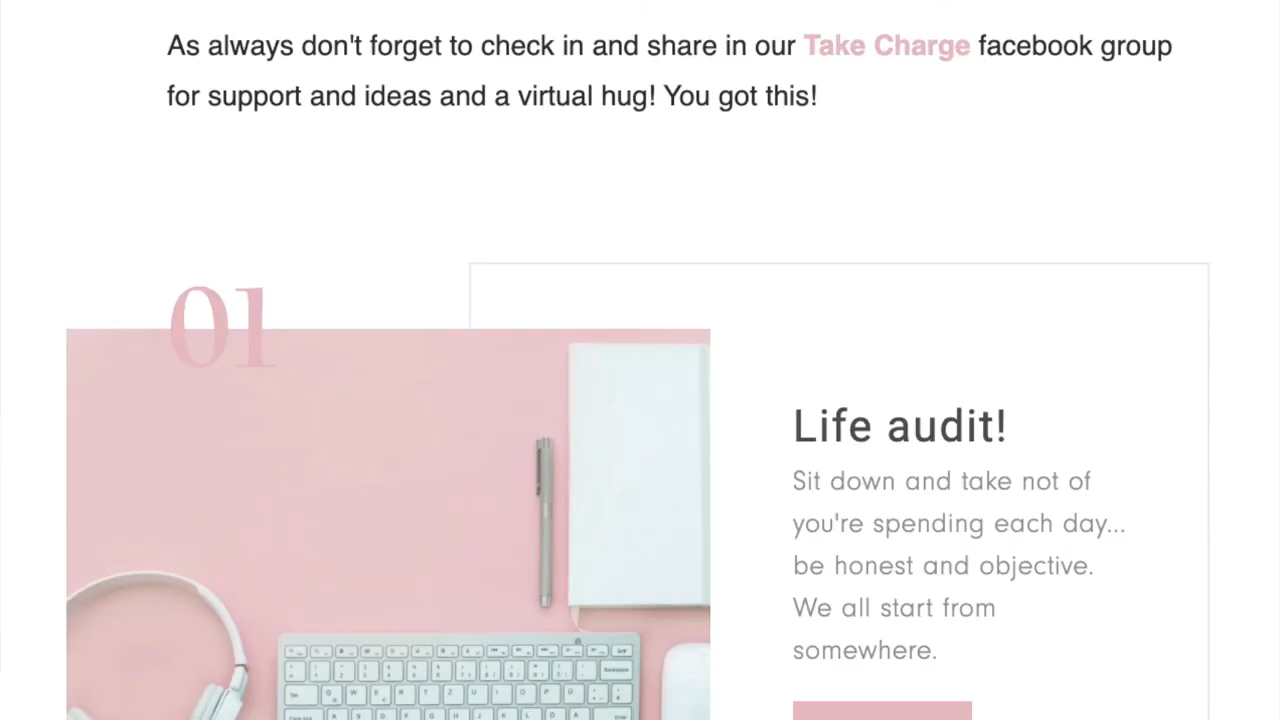 As always don't forget to check in and share in our Take Charge facebook group
for support and ideas and a virtual hug! You got this!
01
Life audit!
Sit down and take not of
you're spending each day...
be honest and objective.
We all start from
somewhere.